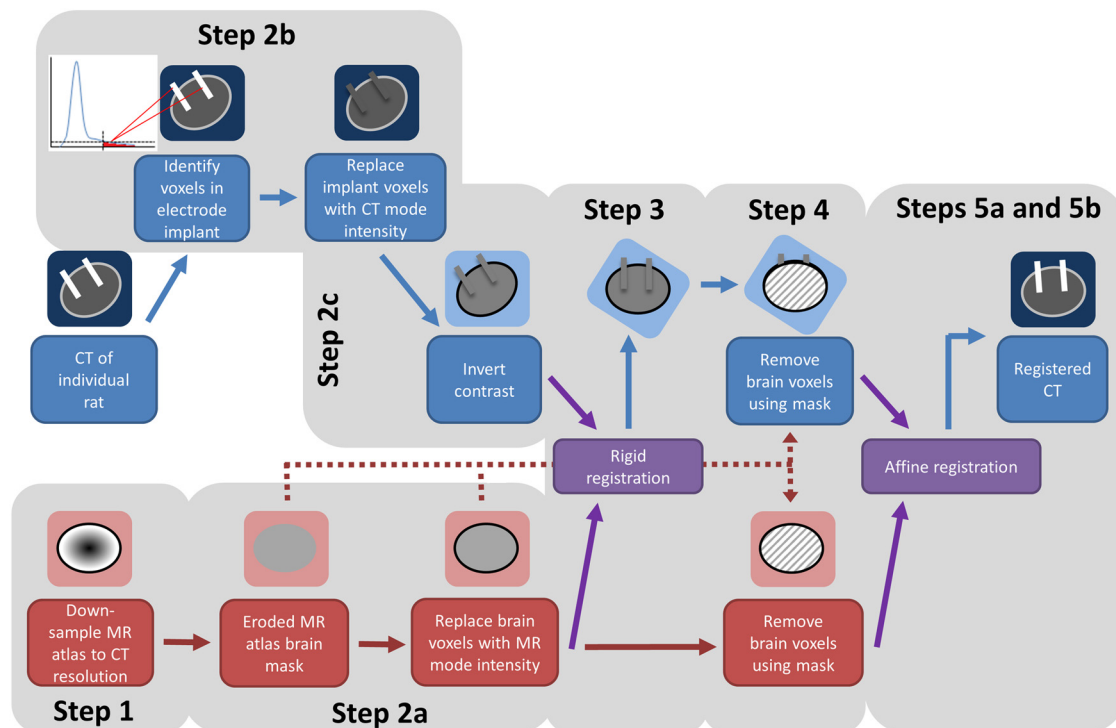 Step 2b
Identify
voxels in
electrode
implant
Replace
implant voxels
with CT mode
intensity
Step 2c
Step 3
Step 4
Steps 5a and 5b
CT of
individual
rat
Invert
contrast
Remove
brain voxels
using mask
Registered
CT
Rigid
registration
Affine registration
Down-
sample MR
atlas to CT
resolution
Eroded MR
atlas brain
mask
Replace brain
voxels with MR
mode intensity
Remove
brain voxels
using mask
Step 1
Step 2a